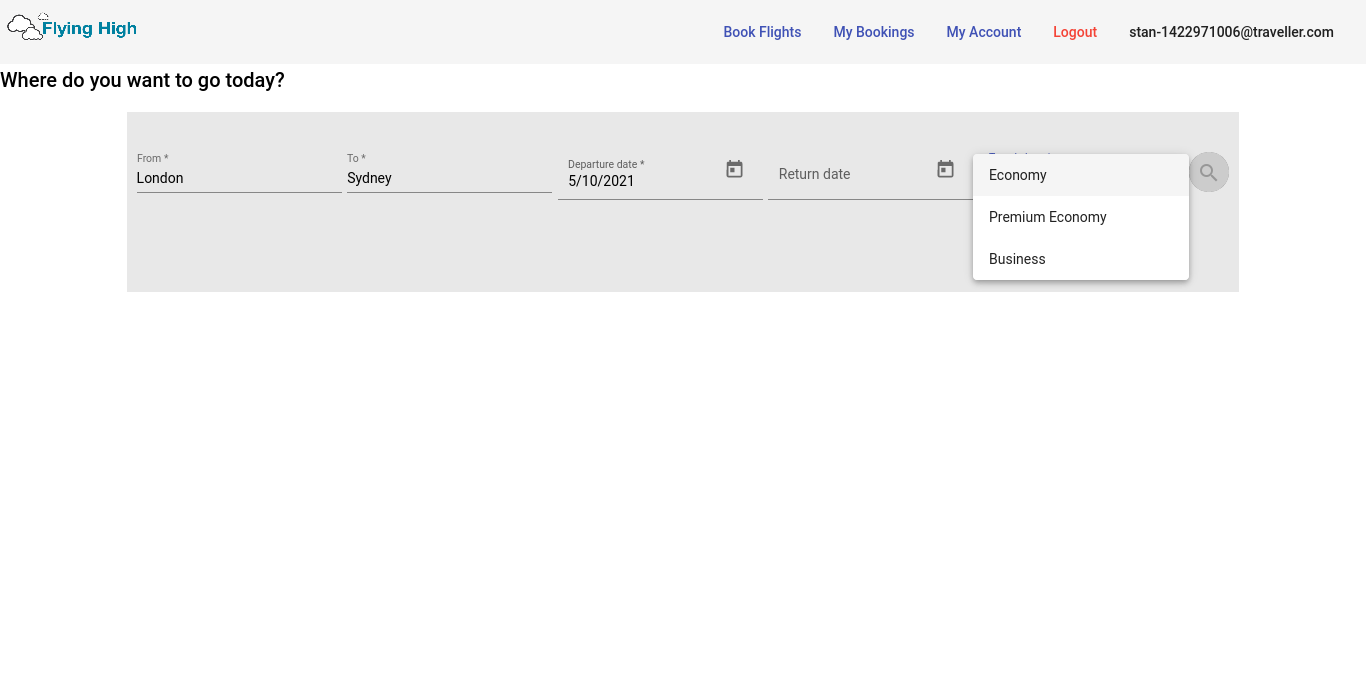 Flying High
Book Flights
My Bookings
My Account
Logout
stan-1422971006@traveller.com
Where do you want to go today?
From *
London
To *
Sydney
Departure date *
5/10/2021
Return date
Economy
Premium Economy
Business